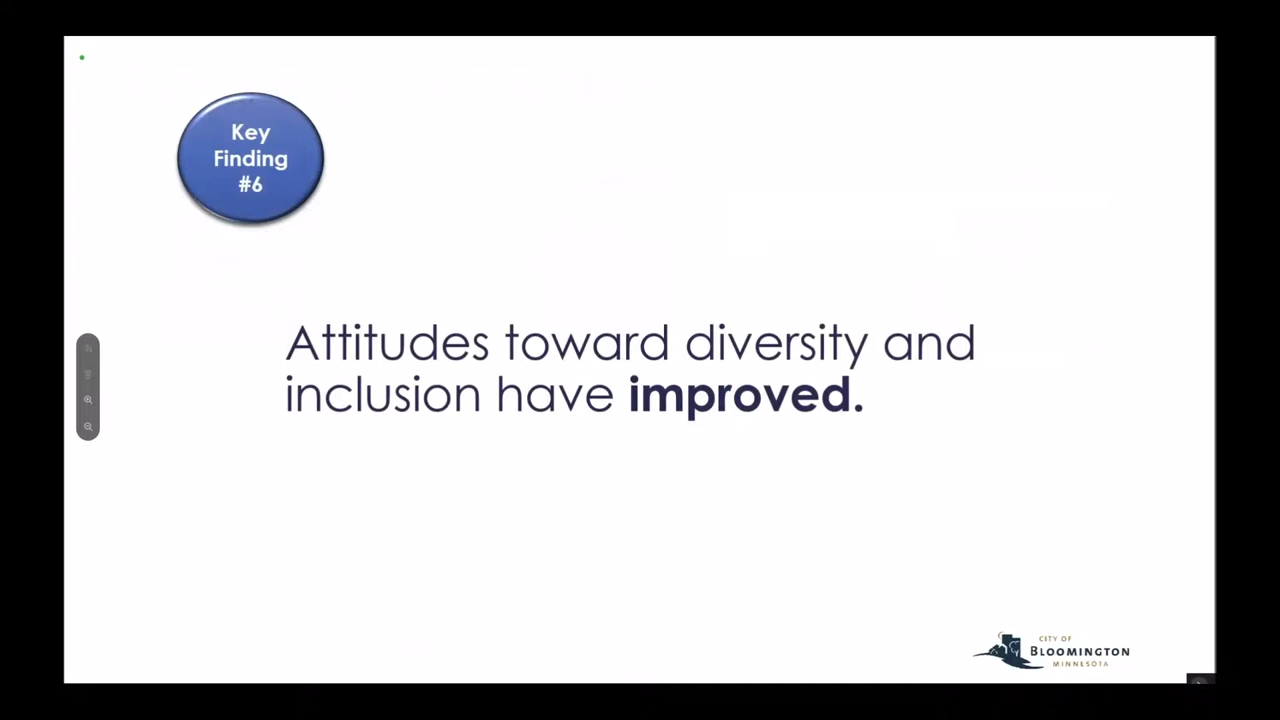 Key
Finding
#6
Attitudes toward diversity and
inclusion have improved.
CITY OF
BLOOMINGTON
MINNESOTA